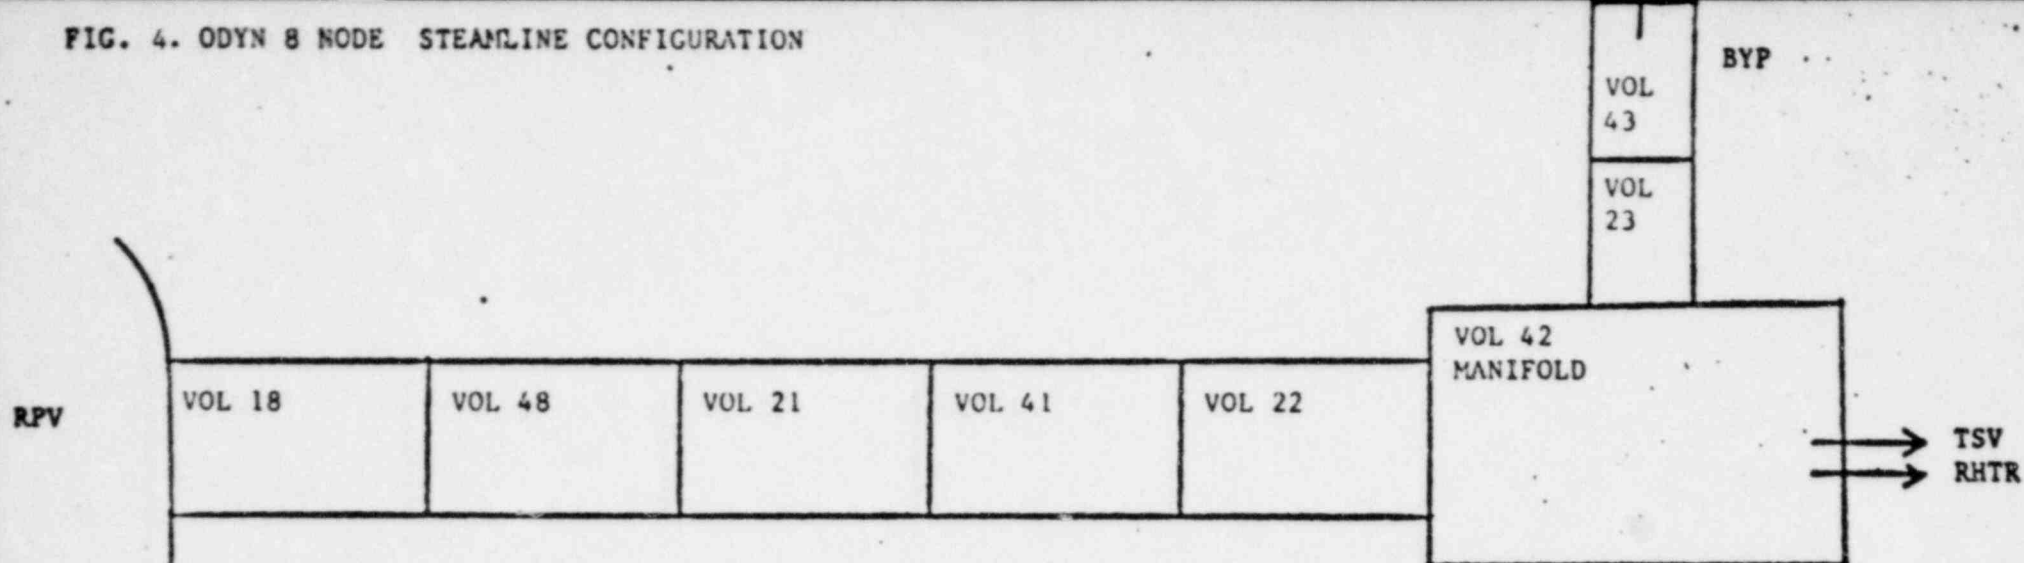 FIG. 4. ODYN 8 NODE STEAMLINE CONFIGURATION
BYP
VOL
43
VOL
23
VOL 42
MANIFOLD
RPV
VOL 18
VOL 48
VOL 21
VOL 41
VOL 22
TSV
RHTR